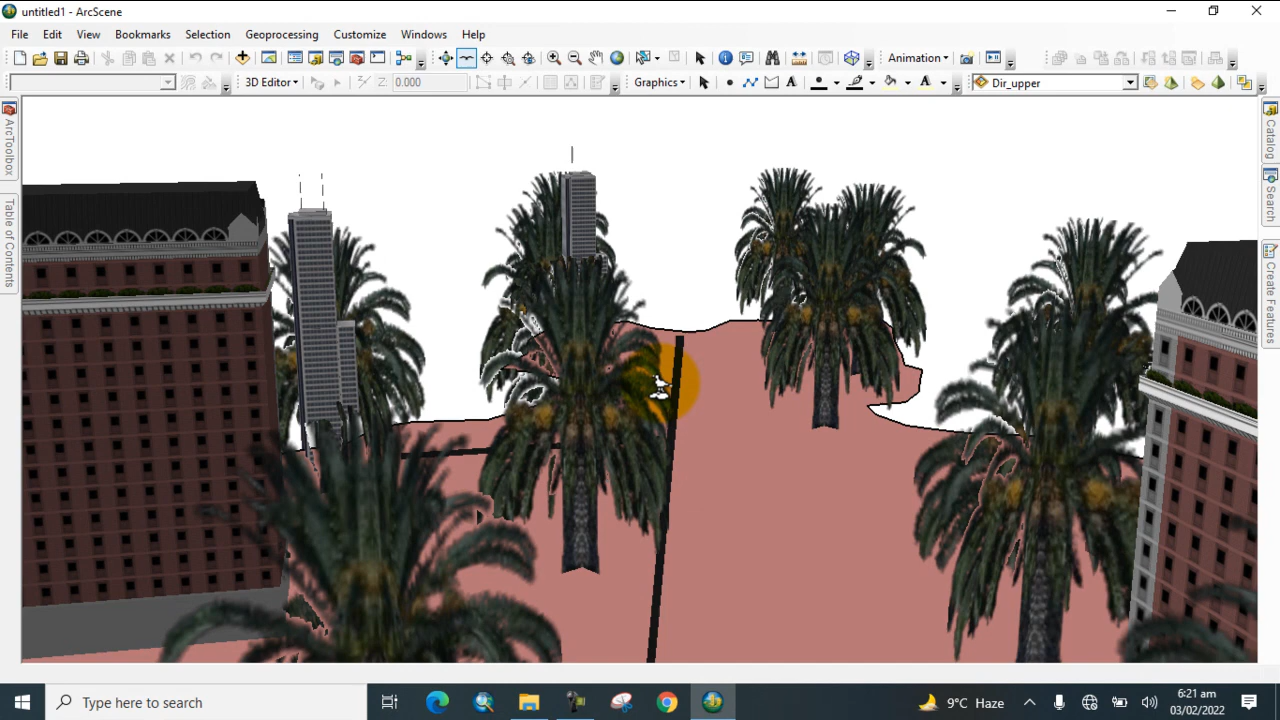 untitled1 - ArcScene
File Edit View Bookmarks Selection Geoprocessing Customize Windows Help
3D Editor Z: 0.000 Graphics A A Dir_upper
Animation
ArcToolbox
Table of Contents
Catalog
Search
Create Features
Type here to search
9°C Haze
6:21 am
03/02/2022